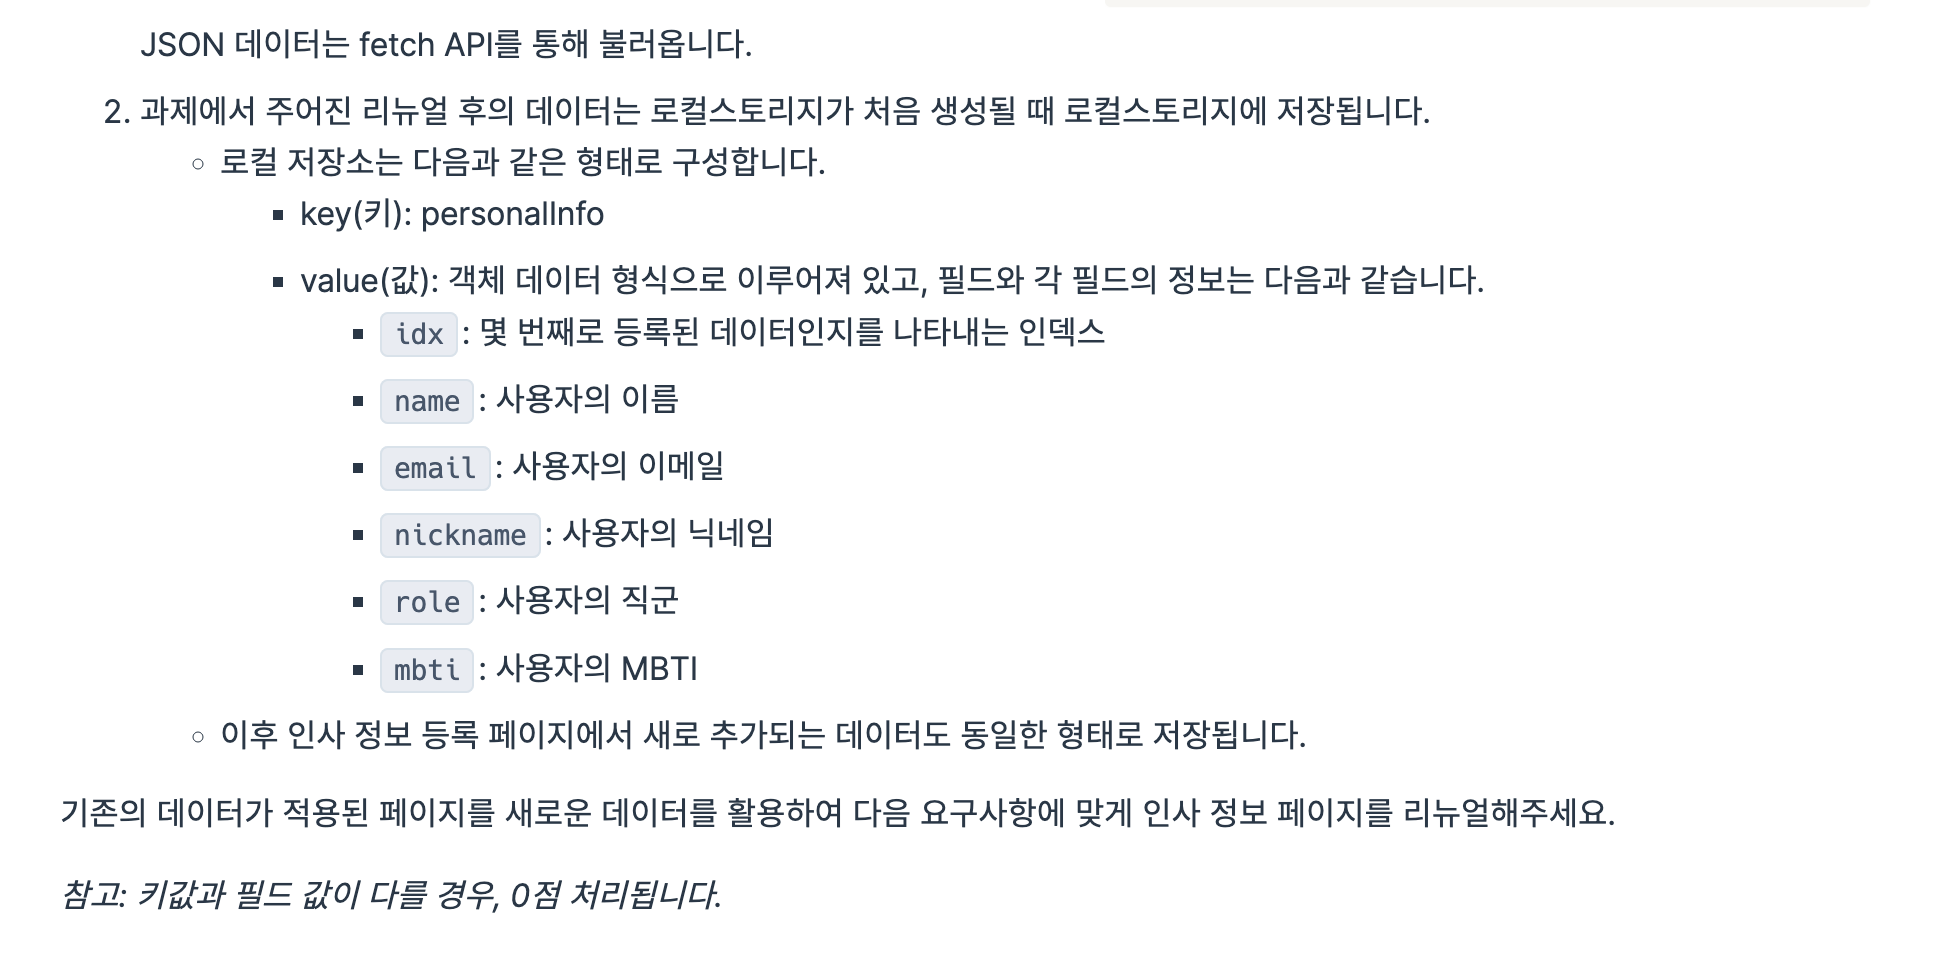 JSON 데이터는 fetch API를 통해 불러옵니다.
2. 과제에서 주어진 리뉴얼 후의 데이터는 로컬스토리지가 처음 생성될 때 로컬스토리지에 저장됩니다.
로컬 저장소는 다음과 같은 형태로 구성합니다.
key(키): personalInfo
value(값): 객체 데이터 형식으로 이루어져 있고, 필드와 각 필드의 정보는 다음과 같습니다.
idx : 몇 번째로 등록된 데이터인지를 나타내는 인덱스
name : 사용자의 이름
email : 사용자의 이메일
nickname : 사용자의 닉네임
role : 사용자의 직군
mbti : 사용자의 MBTI
이후 인사 정보 등록 페이지에서 새로 추가되는 데이터도 동일한 형태로 저장됩니다.
기존의 데이터가 적용된 페이지를 새로운 데이터를 활용하여 다음 요구사항에 맞게 인사 정보 페이지를 리뉴얼해주세요.
참고: 키값과 필드 값이 다를 경우, 0점 처리됩니다.